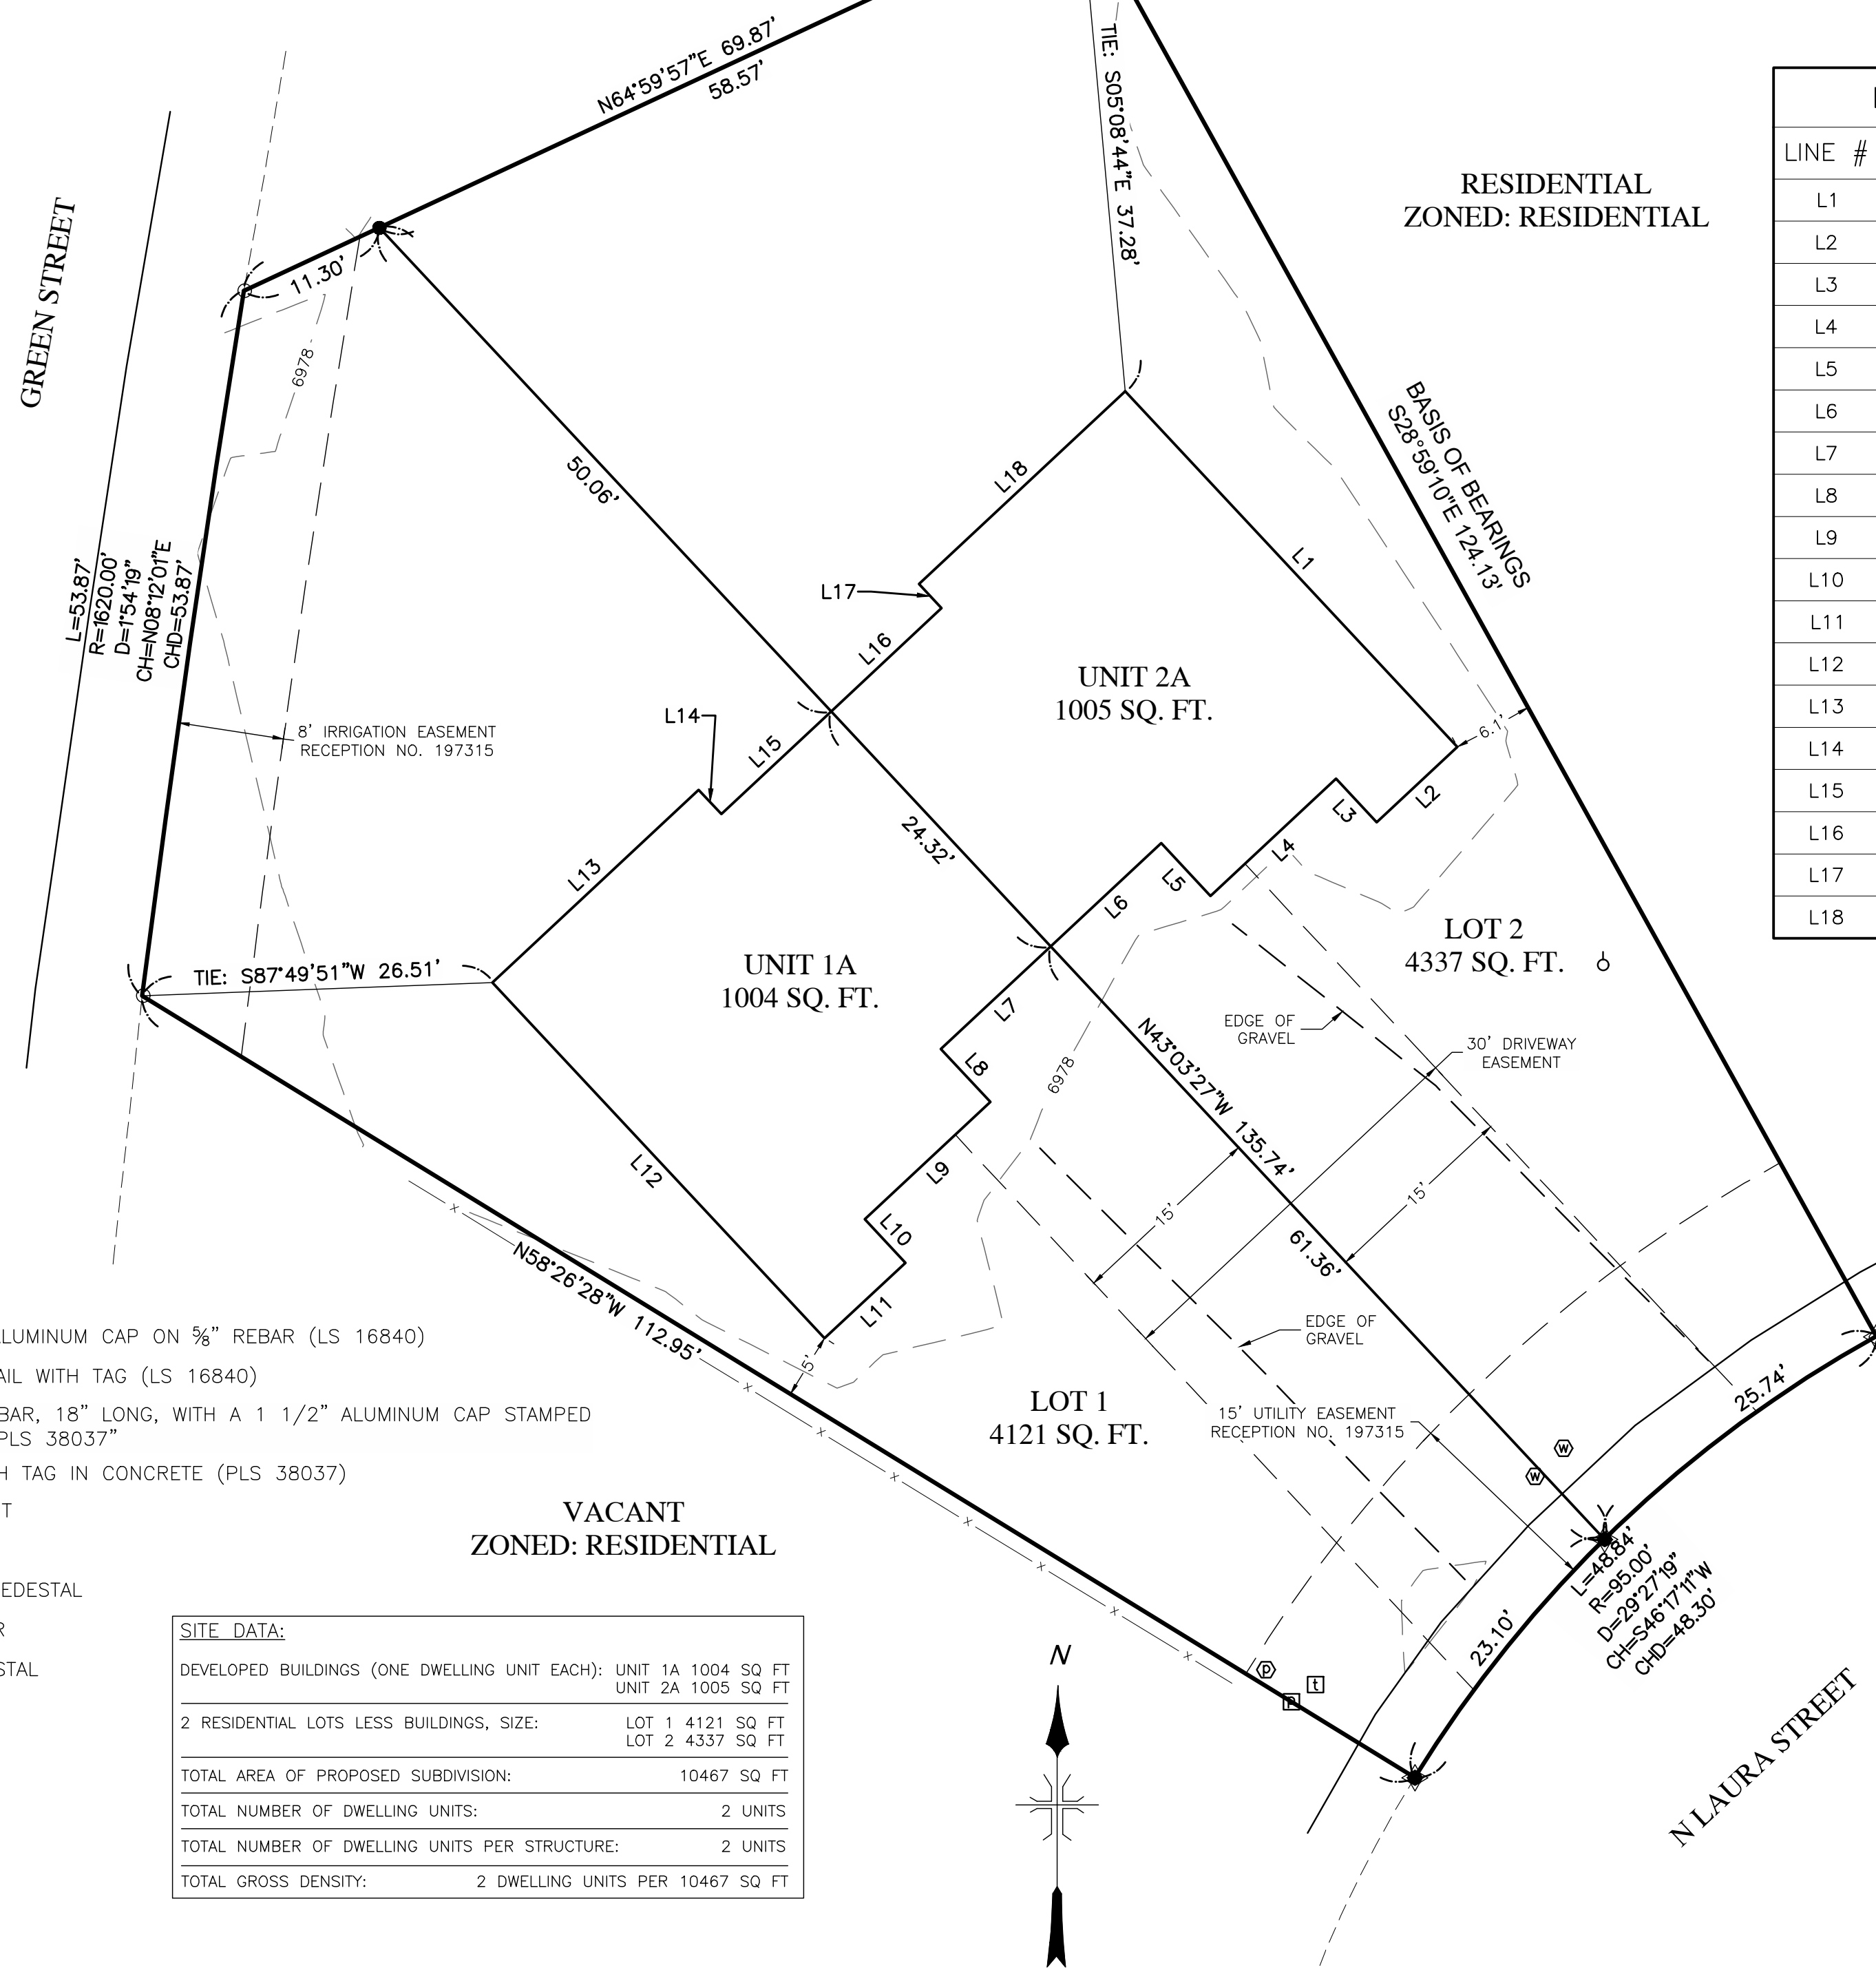 N64°59'57"E 69.87'
58.57'
11.30'
TIE: S05°08'44"E 37.28'
RESIDENTIAL
ZONED: RESIDENTIAL
GREEN STREET
6978
50.06'
L18
L17
L16
L1
BASIS OF BEARINGS
S28°59'10"E 124.13'
L=53.87'
R=1620.00'
D=1°54'19"
CH=N08°12'01"E
CHD=53.87'
8' IRRIGATION EASEMENT
RECEPTION NO. 197315
UNIT 2A
1005 SQ. FT.
L14
L15
6.1'
L2
L3
L4
L5
L6
24.32'
L13
TIE: S87°49'51"W 26.51'
UNIT 1A
1004 SQ. FT.
LOT 2
4337 SQ. FT.
L7
L8
L9
L10
L11
L12
6978
EDGE OF
GRAVEL
30' DRIVEWAY
EASEMENT
N43°03'27"W 135.74'
61.36'
15'
15'
N58°26'28"W 112.95'
5'
EDGE OF
GRAVEL
LOT 1
4121 SQ. FT.
15' UTILITY EASEMENT
RECEPTION NO. 197315
W
W
25.74'
23.10'
L=48.84'
R=95.00'
D=29°27'19"
CH=S46°17'11"W
CHD=48.30'
N LAURA STREET
p
t
VACANT
ZONED: RESIDENTIAL
x
x
x
x
x
x
x
x
x
N
LINE #
L1
L2
L3
L4
L5
L6
L7
L8
L9
L10
L11
L12
L13
L14
L15
L16
L17
L18
ALUMINUM CAP ON 5/8" REBAR (LS 16840)
AIL WITH TAG (LS 16840)
BAR, 18" LONG, WITH A 1 1/2" ALUMINUM CAP STAMPED
PLS 38037"
H TAG IN CONCRETE (PLS 38037)
T
EDESTAL
R
STAL
SITE DATA:
DEVELOPED BUILDINGS (ONE DWELLING UNIT EACH): UNIT 1A 1004 SQ FT
UNIT 2A 1005 SQ FT
2 RESIDENTIAL LOTS LESS BUILDINGS, SIZE: LOT 1 4121 SQ FT
LOT 2 4337 SQ FT
TOTAL AREA OF PROPOSED SUBDIVISION: 10467 SQ FT
TOTAL NUMBER OF DWELLING UNITS: 2 UNITS
TOTAL NUMBER OF DWELLING UNITS PER STRUCTURE: 2 UNITS
TOTAL GROSS DENSITY: 2 DWELLING UNITS PER 10467 SQ FT